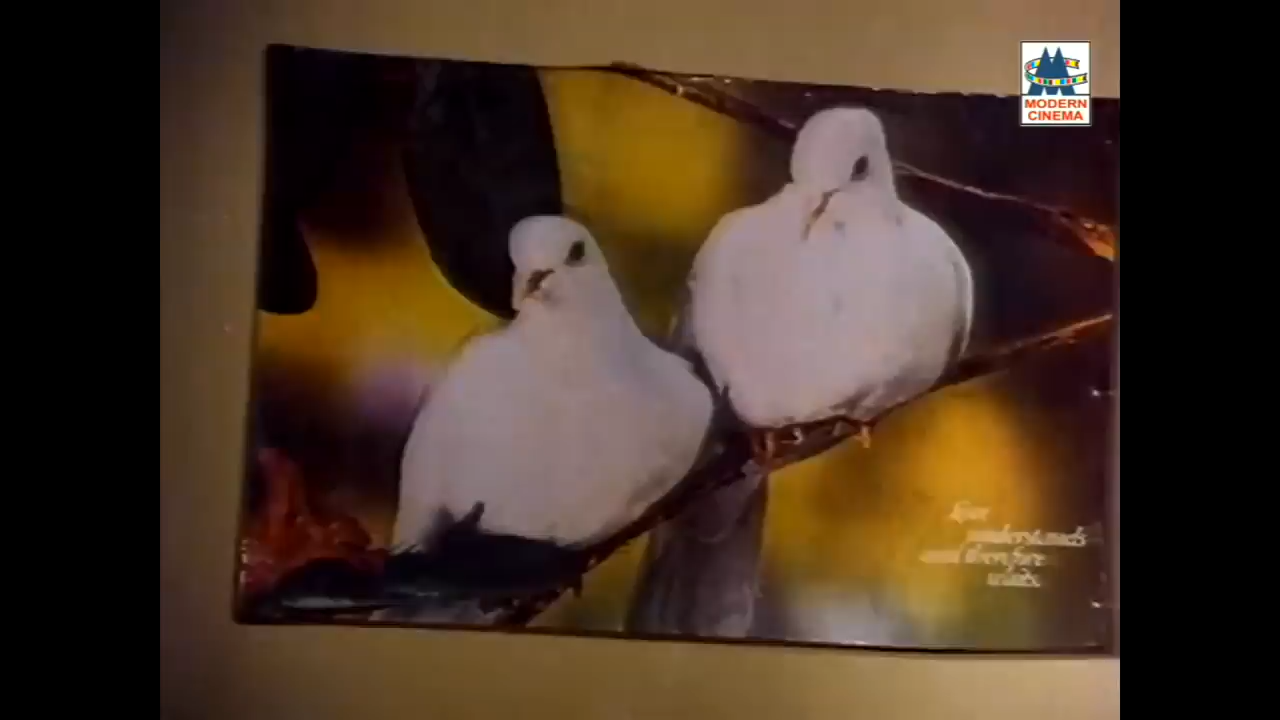 MODERN
CINEMA
Love
understands
and therefore
waits.